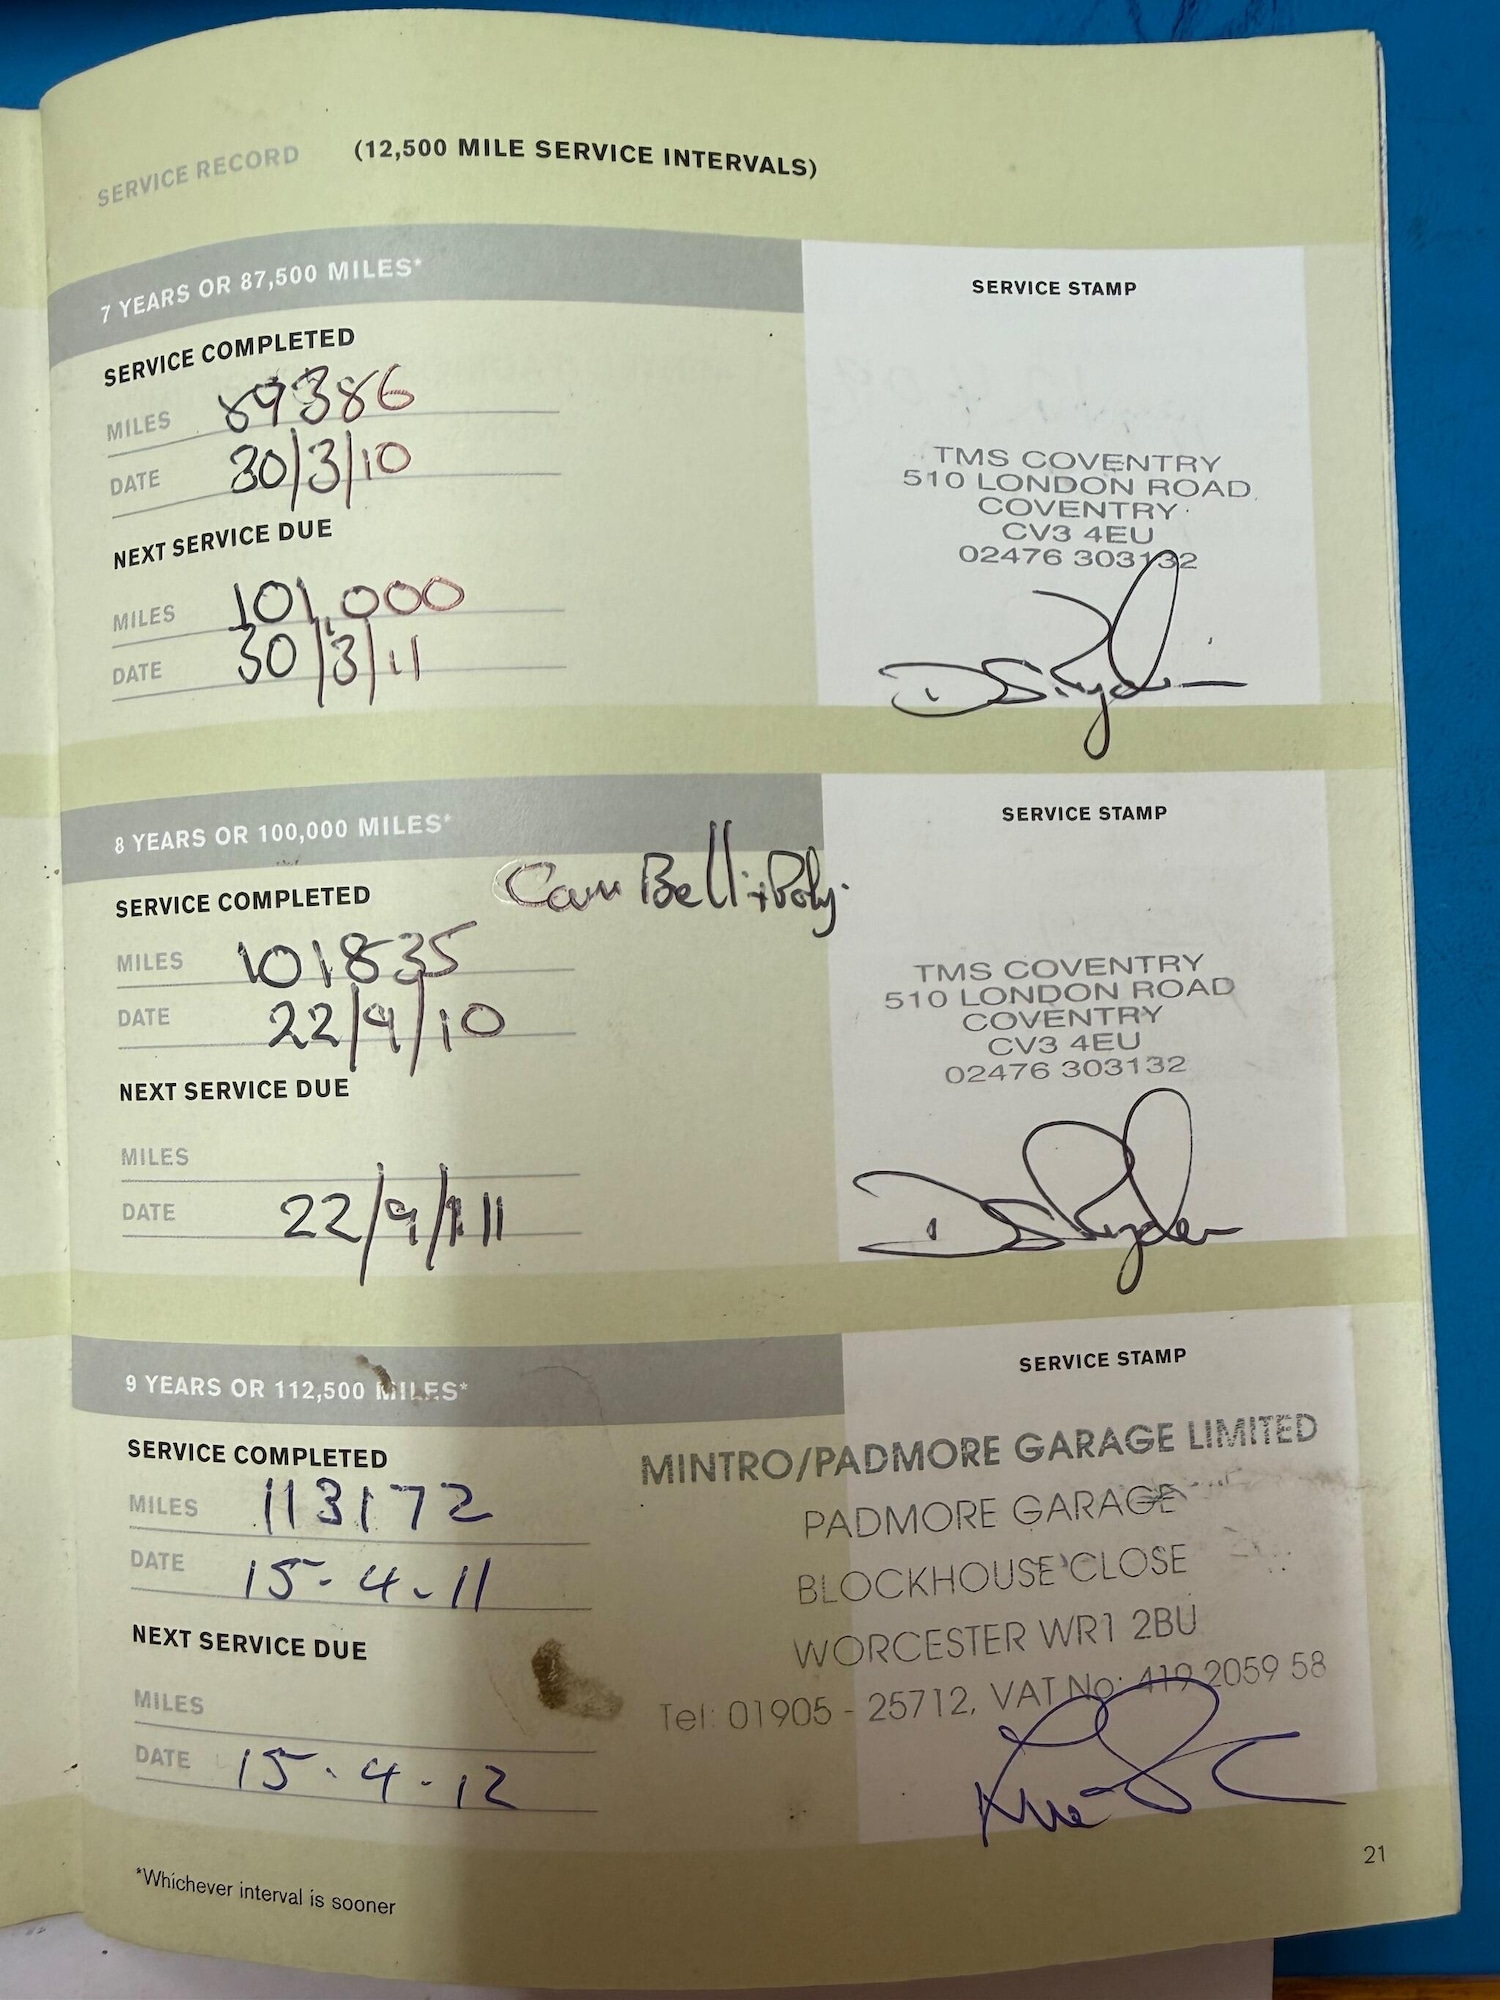 SERVICE RECORD (12,500 MILE SERVICE INTERVALS)
7 YEARS OR 87,500 MILES*
SERVICE STAMP
SERVICE COMPLETED
MILES 89386
DATE 30/3/10
NEXT SERVICE DUE
MILES 101,000
DATE 30/3/11
TMS COVENTRY
510 LONDON ROAD
COVENTRY
CV3 4EU
02476 303132
8 YEARS OR 100,000 MILES*
SERVICE STAMP
Cam Belt + Poly.
SERVICE COMPLETED
MILES 101835
DATE 22/9/10
NEXT SERVICE DUE
MILES
DATE 22/9/11
TMS COVENTRY
510 LONDON ROAD
COVENTRY
CV3 4EU
02476 303132
9 YEARS OR 112,500 MILES*
SERVICE STAMP
SERVICE COMPLETED
MILES 113172
DATE 15-4-11
NEXT SERVICE DUE
MILES
DATE 15-4-12
MINTRO/PADMORE GARAGE LIMITED
PADMORE GARAGE
BLOCKHOUSE CLOSE
WORCESTER WR1 2BU
Tel: 01905 - 25712, VAT No: 419 2059 58
*Whichever interval is sooner
21